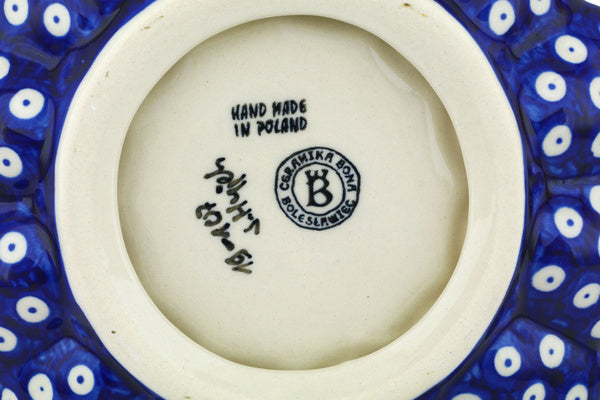 HAND MADE
IN POLAND
CERAMIKA BONA
B
BOLESŁAWIEC